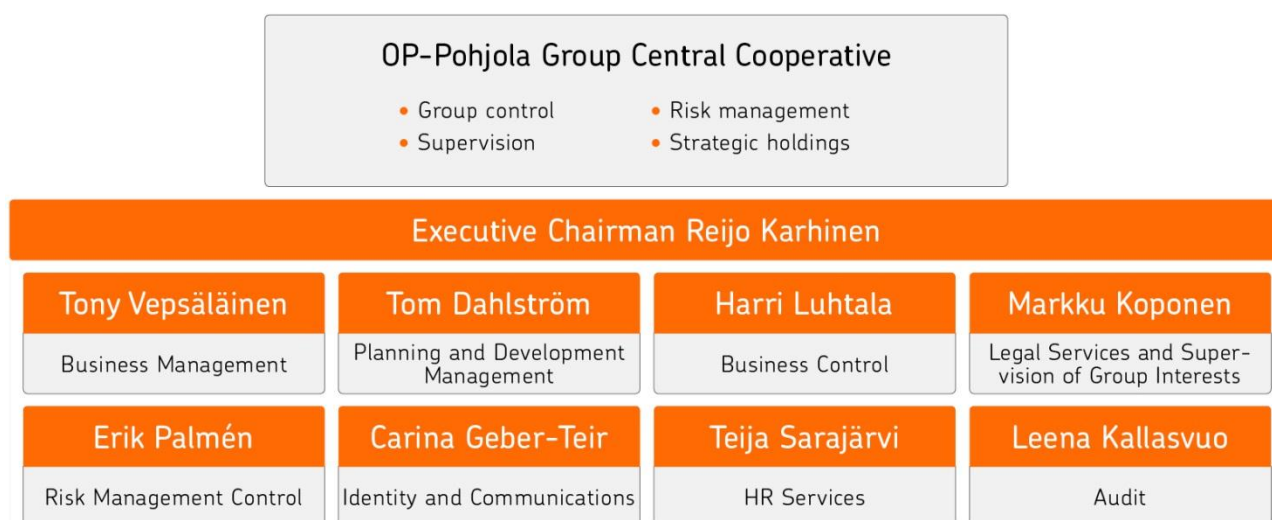 OP-Pohjola Group Central Cooperative
• Group control
• Risk management
• Supervision
• Strategic holdings
Executive Chairman Reijo Karhinen
Tony Vepsäläinen
Business Management
Tom Dahlström
Planning and Development
Management
Harri Luhtala
Business Control
Markku Koponen
Legal Services and Super-
vision of Group Interests
Erik Palmén
Risk Management Control
Carina Geber-Teir
Identity and Communications
Teija Sarajärvi
HR Services
Leena Kallasvuo
Audit